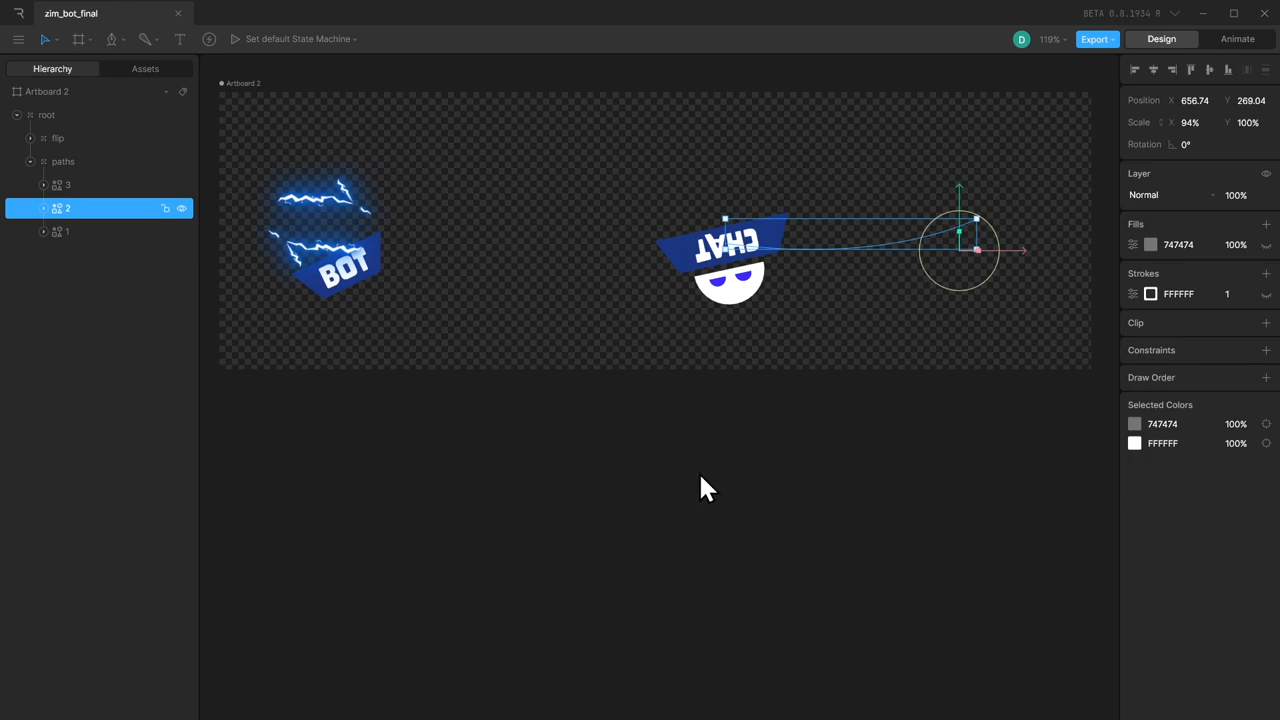 zim_bot_final
BETA 0.8.1934 R
Set default State Machine
D
119%
Export
Design
Animate
Hierarchy
Assets
Artboard 2
root
flip
paths
3
2
1
Artboard 2
BOT
CHAT
Position X 656.74 Y 269.04
Scale X 94% Y 100%
Rotation 0°
Layer
Normal 100%
Fills
747474 100%
Strokes
FFFFFF 1
Clip
Constraints
Draw Order
Selected Colors
747474 100%
FFFFFF 100%